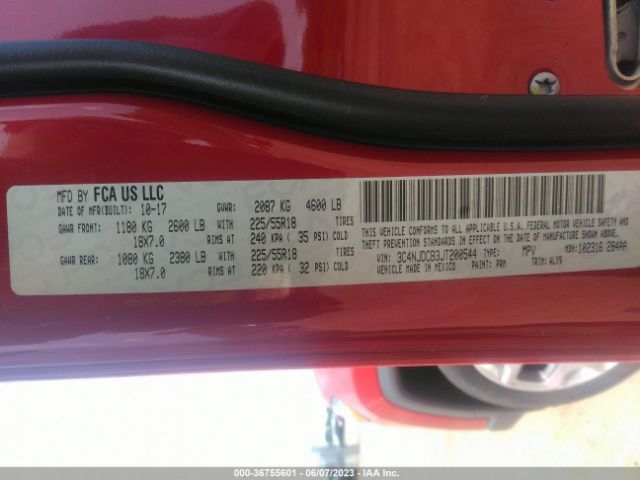 MFD BY FCA US LLC
DATE OF MFR(BUILT): 10-17 GVWR: 2087 KG 4600 LB
GAWR FRONT: 1180 KG 2600 LB WITH 225/55R18 TIRES
18X7.0 RIMS AT 240 KPA ( 35 PSI) COLD
GAWR REAR: 1080 KG 2380 LB WITH 225/55R18 TIRES
18X7.0 RIMS AT 220 KPA ( 32 PSI) COLD
THIS VEHICLE CONFORMS TO ALL APPLICABLE U.S.A. FEDERAL MOTOR VEHICLE SAFETY, BUMPER, AND
THEFT PREVENTION STANDARDS IN EFFECT ON THE DATE OF MANUFACTURE SHOWN ABOVE.
VIN: 3C4NJDCB3JT200544 TYPE: MPV MDH: 102316 284AA
VEHICLE MADE IN MEXICO PAINT: PRM TRIM: ALX9
000-36755601 - 06/07/2023 - IAA Inc.